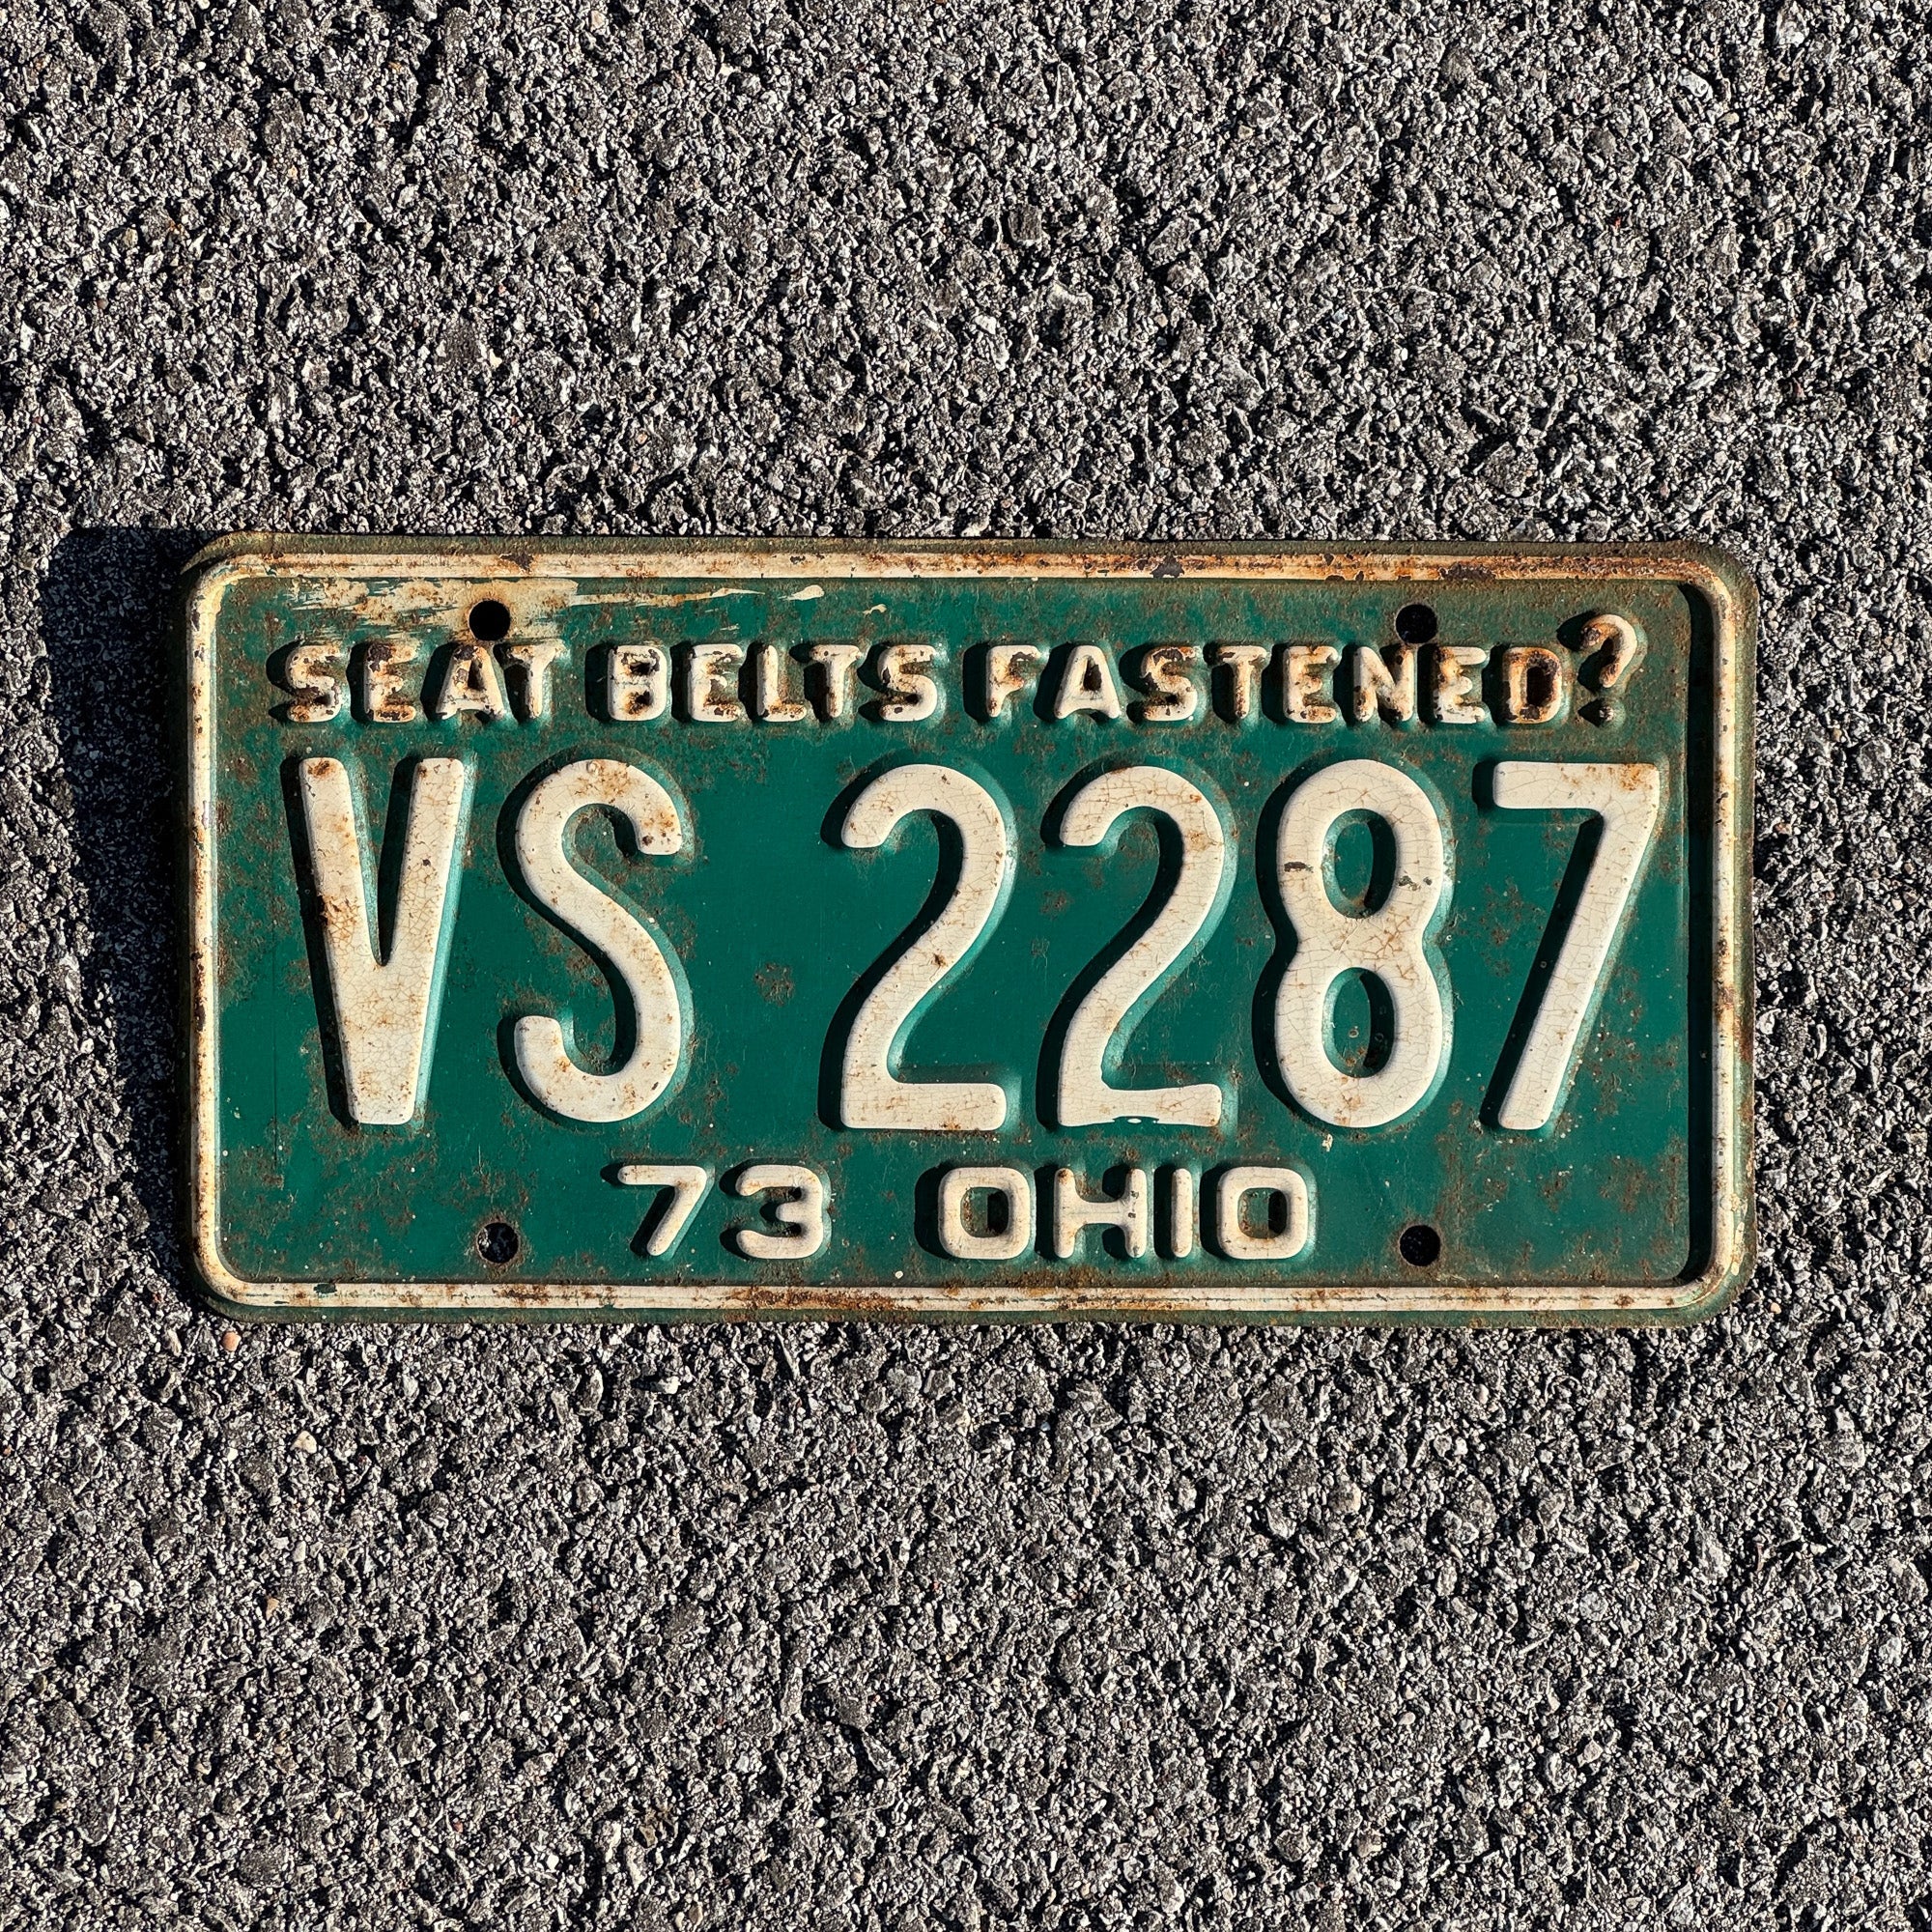 SEAT BELTS FASTENED?
VS 2287
73 OHIO